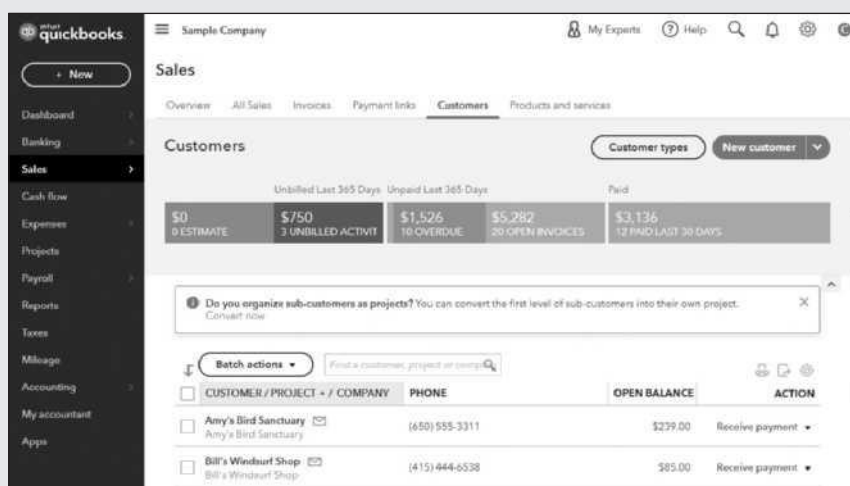 intuit
quickbooks
Sample Company
My Experts
Help
+ New
Dashboard
Banking
Sales
Cash flow
Expenses
Projects
Payroll
Reports
Taxes
Mileage
Accounting
My accountant
Apps
Sales
Overview All Sales Invoices Payment links Customers Products and services
Customers
Customer types
New customer
Unbilled Last 365 Days Unpaid Last 365 Days Paid
$0 $750 $1,526 $5,282 $3,136
0 ESTIMATE 3 UNBILLED ACTIVIT 10 OVERDUE 20 OPEN INVOICES 12 PAID LAST 30 DAYS
Do you organize sub-customers as projects? You can convert the first level of sub-customers into their own project.
Convert now
Batch actions Find a customer, project or comp
CUSTOMER / PROJECT / COMPANY PHONE OPEN BALANCE ACTION
Amy's Bird Sanctuary (650) 555-3311 $239.00 Receive payment
Amy's Bird Sanctuary
Bill's Windsurf Shop (415) 444-6538 $85.00 Receive payment
Bill's Windsurf Shop